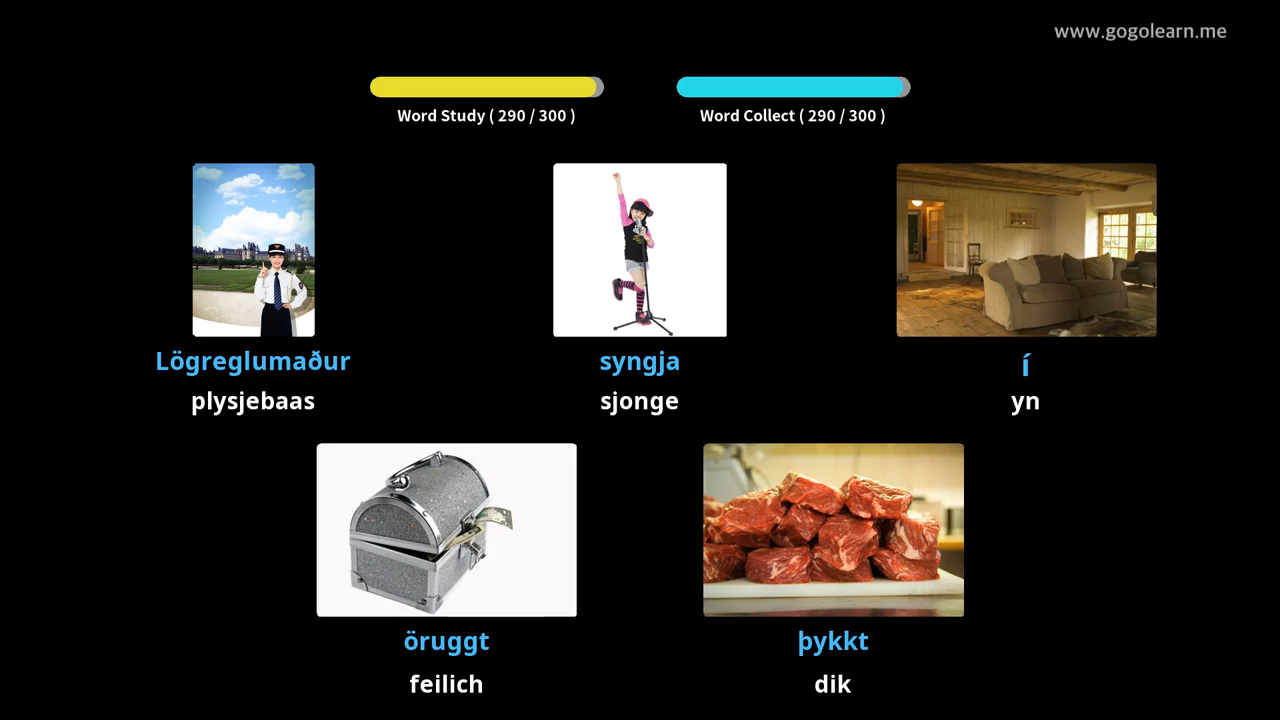 www.gogolearn.me
Word Study ( 290 / 300 )
Word Collect ( 290 / 300 )
Lögreglumaður
plysjebaas
syngja
sjonge
í
yn
öruggt
feilich
þykkt
dik